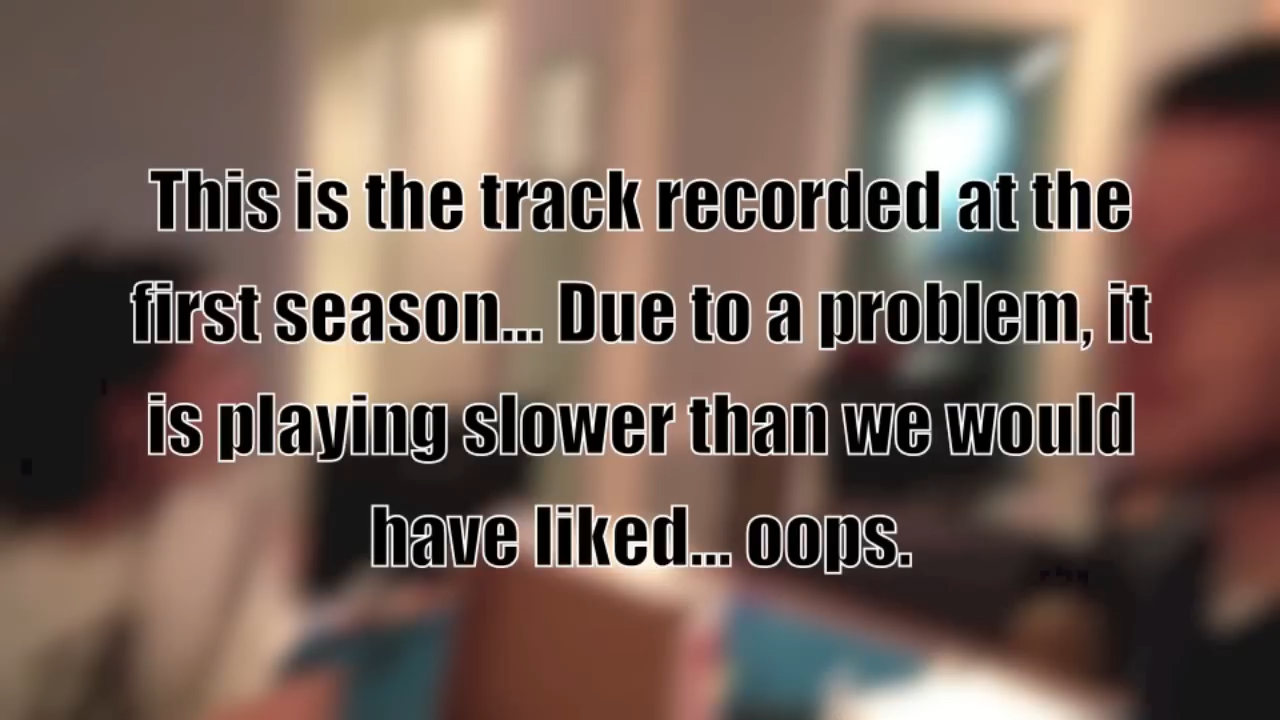 This is the track recorded at the
first season... Due to a problem, it
is playing slower than we would
have liked... oops.